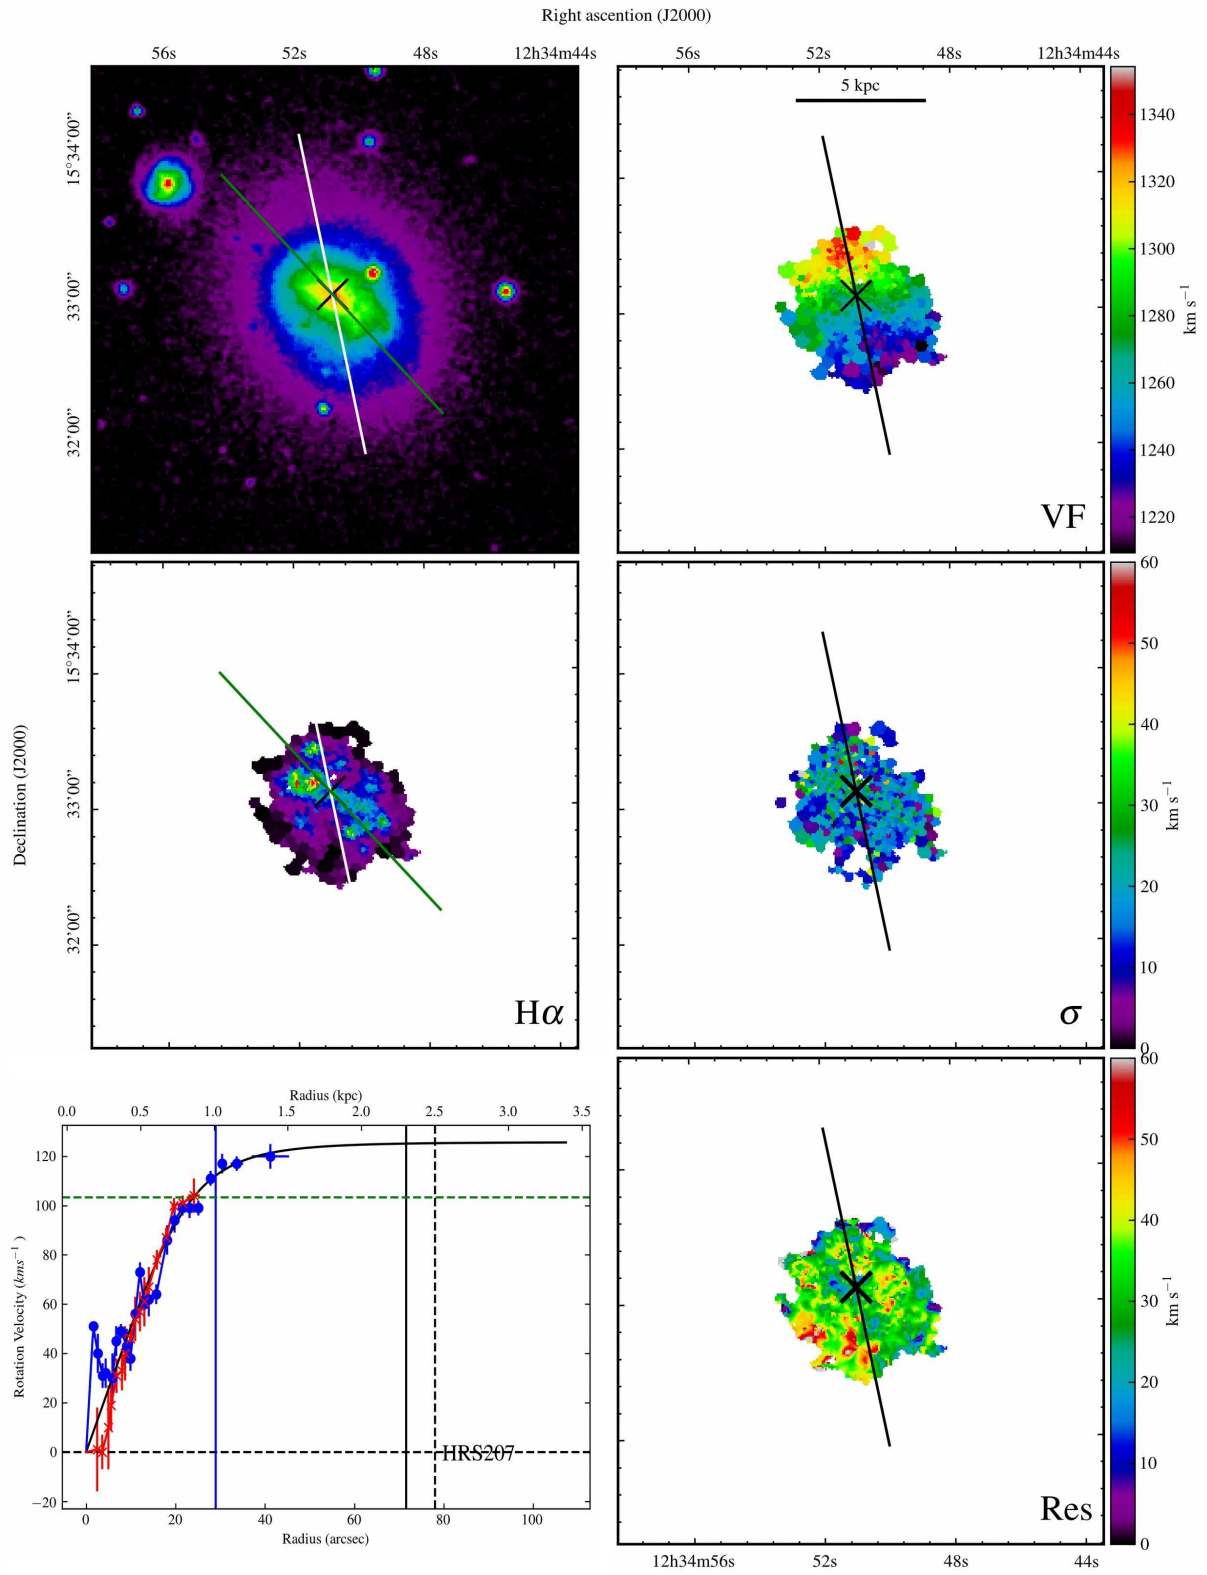 Right ascention (J2000)
56s 52s 48s 12h34m44s 56s 52s 48s 12h34m44s
5 kpc
15°34'00" 33'00" 32'00"
1340
1320
1300
1280
1260
1240
1220
km s−1
VF
Declination (J2000)
15°34'00" 33'00" 32'00"
Hα
60
50
40
30
20
10
0
km s−1
σ
Radius (kpc)
0.0 0.5 1.0 1.5 2.0 2.5 3.0 3.5
Rotation Velocity (kms−1)
120
100
80
60
40
20
0
−20
HRS207
0 20 40 60 80 100
Radius (arcsec)
60
50
40
30
20
10
0
km s−1
Res
12h34m56s 52s 48s 44s